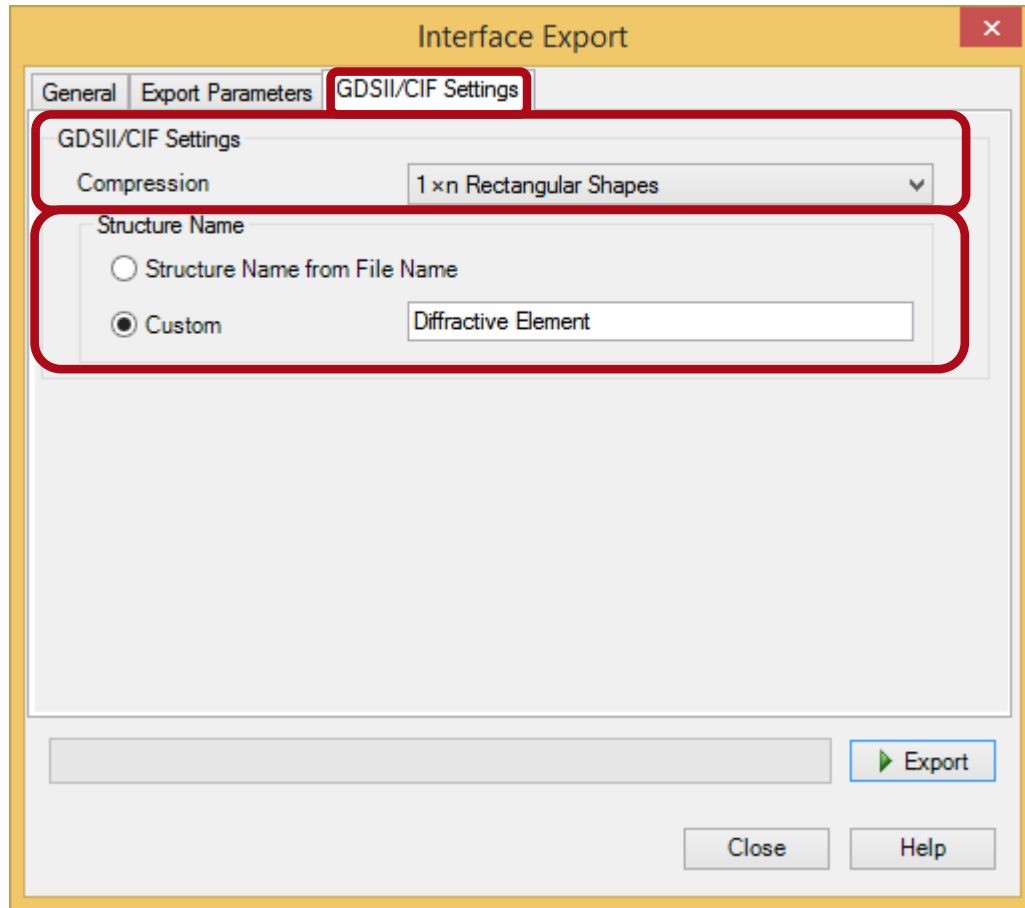 Interface Export
General Export Parameters GDSII/CIF Settings
GDSII/CIF Settings
Compression 1×n Rectangular Shapes
Structure Name
Structure Name from File Name
Custom Diffractive Element
Export
Close Help